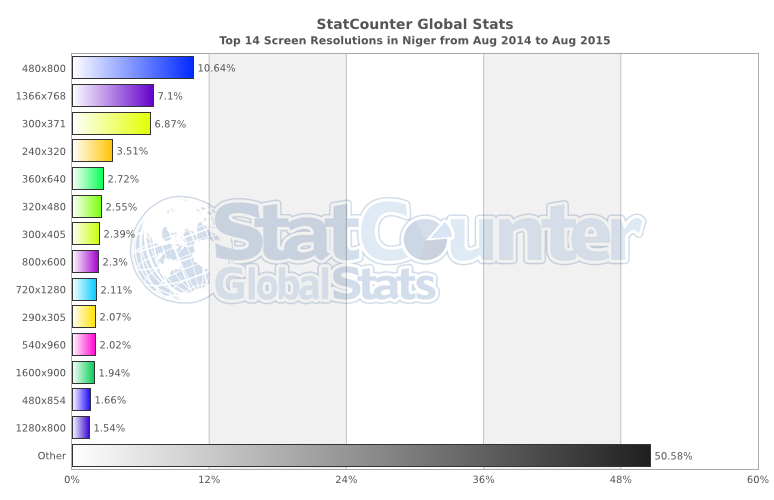 StatCounter Global Stats
Top 14 Screen Resolutions in Niger from Aug 2014 to Aug 2015
480x800 10.64%
1366x768 7.1%
300x371 6.87%
240x320 3.51%
360x640 2.72%
320x480 2.55%
300x405 2.39%
800x600 2.3%
720x1280 2.11%
290x305 2.07%
540x960 2.02%
1600x900 1.94%
480x854 1.66%
1280x800 1.54%
Other 50.58%
0% 12% 24% 36% 48% 60%
StatCounter
GlobalStats